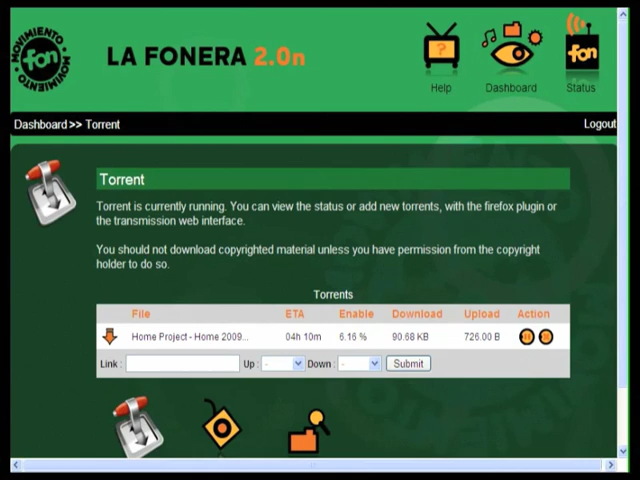 MOVIMIENTO
fon
MOVIMIENTO
LA FONERA 2.0n
?
fon
Help
Dashboard
Status
Dashboard >> Torrent
Logout
Torrent
Torrent is currently running. You can view the status or add new torrents, with the firefox plugin or
the transmission web interface.
You should not download copyrighted material unless you have permission from the copyright
holder to do so.
Torrents
File ETA Enable Download Upload Action
Home Project - Home 2009... 04h 10m 6.16 % 90.68 KB 726.00 B
Link : Up : - Down : - Submit